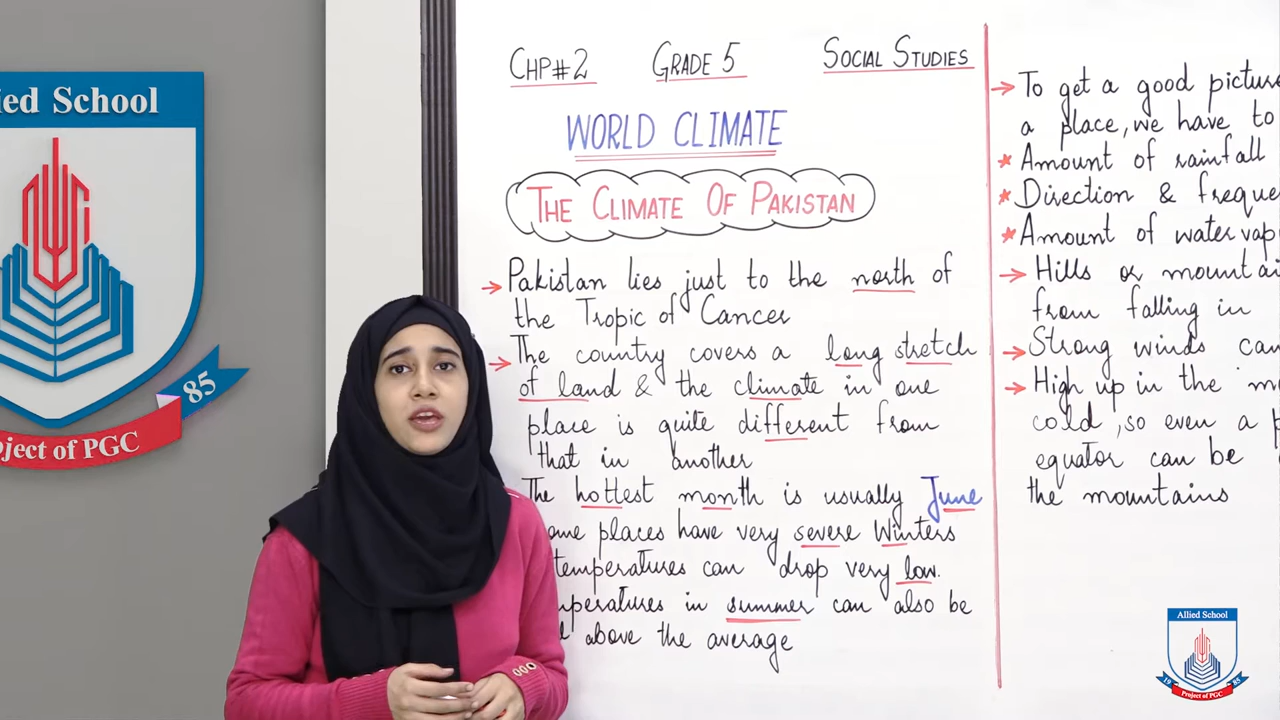 ied School
85
ject of PGC
CHP#2 GRADE 5 SOCIAL STUDIES
WORLD CLIMATE
THE CLIMATE OF PAKISTAN
→ Pakistan lies just to the north of
the Tropic of Cancer
→ The country covers a long stretch
of land & the climate in one
place is quite different from
that in another
The hottest month is usually June
ome places have very severe Winters
temperatures can drop very low.
mperatures in summer can also be
above the average
→ To get a good picture
a place, we have to
* Amount of rainfall
* Direction & freque
* Amount of water vap
→ Hills or mountai
from falling in
→ Strong winds can
→ High up in the m
cold, so even a p
equator can be
the mountains
Allied School
19 85
Project of PGC